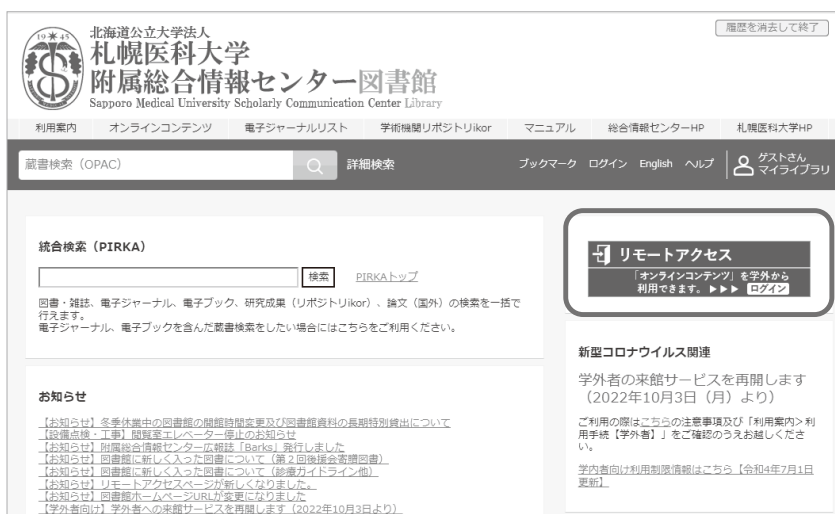 履歴を消去して終了
19 45
北海道公立大学法人
札幌医科大学
附属総合情報センター図書館
Sapporo Medical University Scholarly Communication Center Library
利用案内 オンラインコンテンツ 電子ジャーナルリスト 学術機関リポジトリikor マニュアル 総合情報センターHP 札幌医科大学HP
蔵書検索（OPAC） 詳細検索 ブックマーク ログイン English ヘルプ ゲストさん
マイライブラリ
統合検索（PIRKA）
検索 PIRKAトップ
図書・雑誌、電子ジャーナル、電子ブック、研究成果（リポジトリikor）、論文（国外）の検索を一括で
行えます。
電子ジャーナル、電子ブックを含んだ蔵書検索をしたい場合にはこちらをご利用ください。
お知らせ
【お知らせ】冬季休業中の図書館の開館時間変更及び図書館資料の長期特別貸出について
【設備点検・工事】閲覧室エレベーター停止のお知らせ
【お知らせ】附属総合情報センター広報誌「Barks」発行しました
【お知らせ】図書館に新しく入った図書について（第２回後援会寄贈図書）
【お知らせ】図書館に新しく入った図書について（診療ガイドライン他）
【お知らせ】リモートアクセスページが新しくなりました。
【お知らせ】図書館ホームページURLが変更になりました
【学外者向け】学外者への来館サービスを再開します（2022年10月3日より）
リモートアクセス
「オンラインコンテンツ」を学外から
利用できます。▶▶▶ ログイン
新型コロナウイルス関連
学外者の来館サービスを再開します
（2022年10月3日（月）より）
ご利用の際はこちらの注意事項及び「利用案内>利
用手続【学外者】」をご確認のうえお越しくださ
い。
学内者向け利用制限情報はこちら【令和4年7月1日
更新】